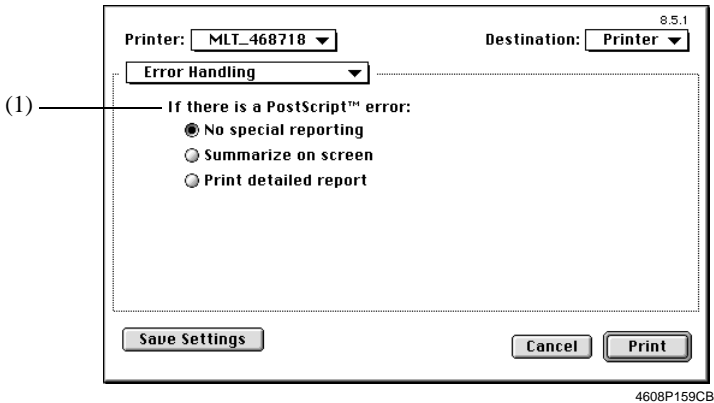 8.5.1
Printer: MLT_468718 Destination: Printer
Error Handling
(1) If there is a PostScript™ error:
No special reporting
Summarize on screen
Print detailed report
Save Settings
Cancel Print
4608P159CB